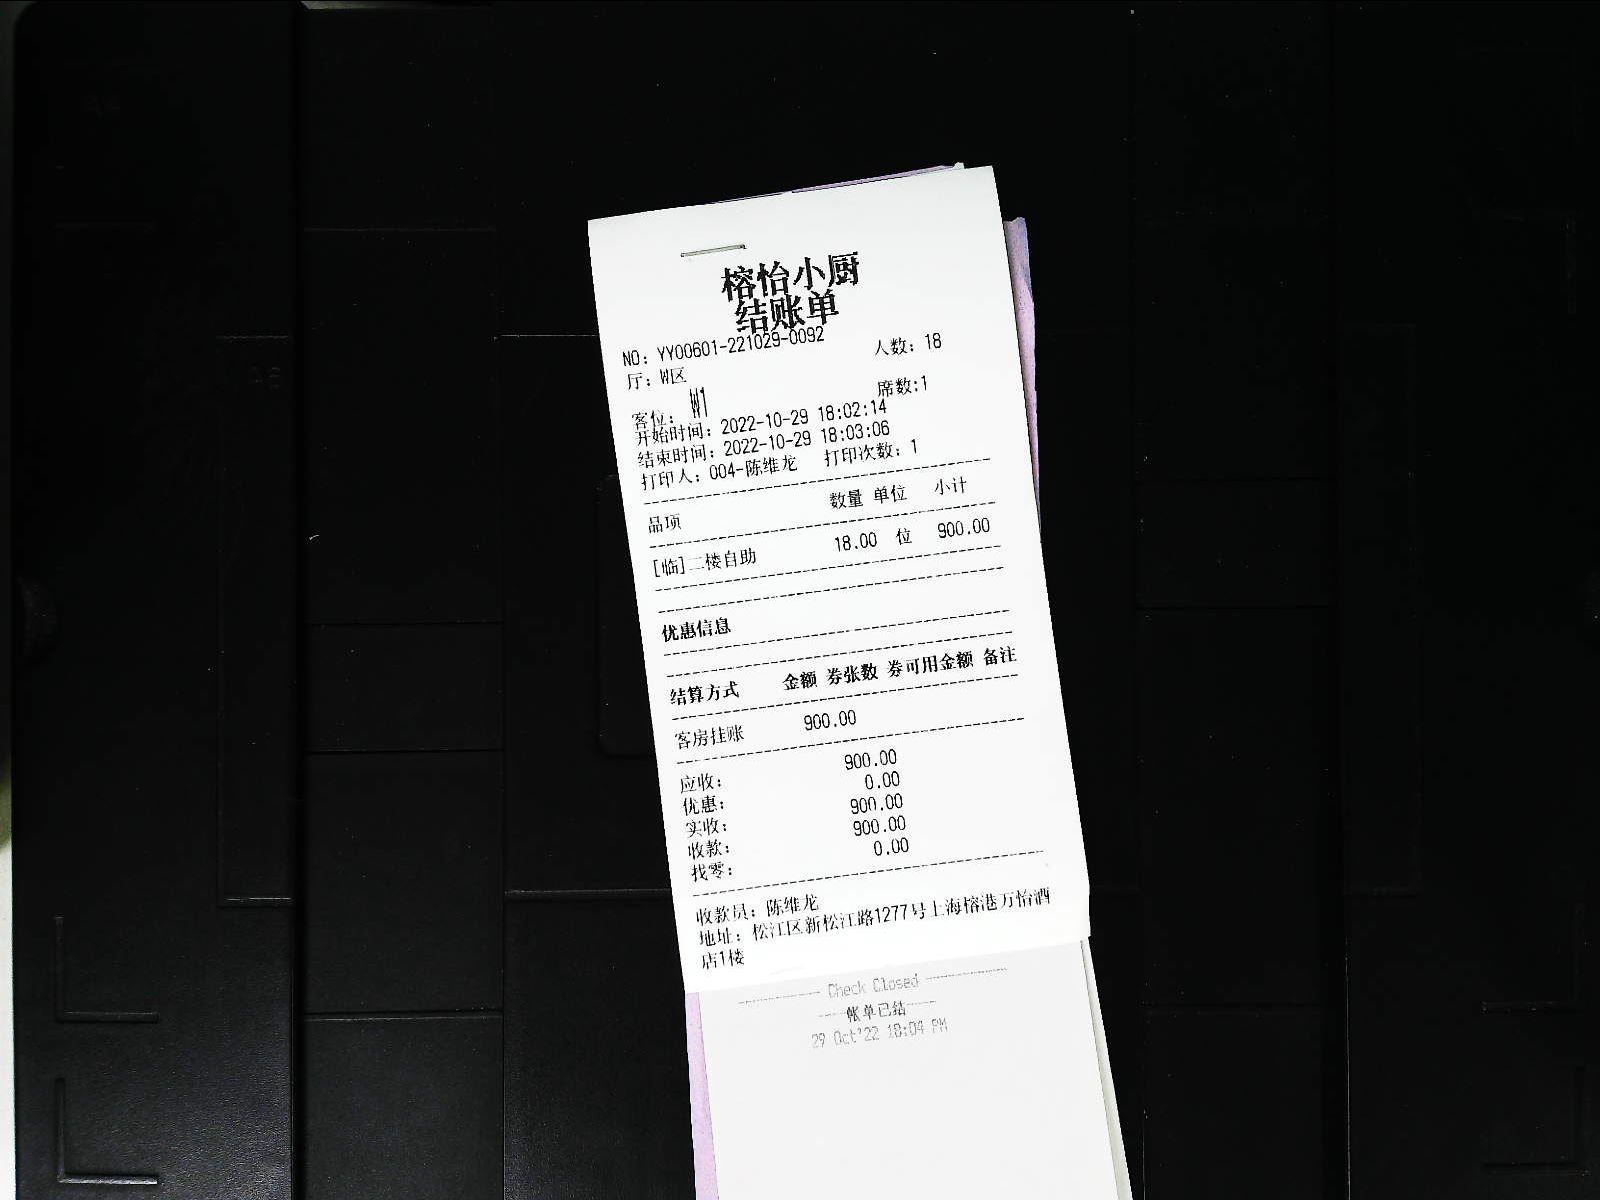 榕怡小厨
结账单
NO: YY00601-221029-0092
人数: 18
厅: W区
席数:1
客位: W1
开始时间: 2022-10-29 18:02:14
结束时间: 2022-10-29 18:03:06
打印人: 004-陈维龙 打印次数: 1
品项 数量 单位 小计
[临]二楼自助 18.00 位 900.00
优惠信息
结算方式 金额 券张数 券可用金额 备注
客房挂账 900.00
应收: 900.00
优惠: 0.00
实收: 900.00
收款: 900.00
找零: 0.00
收款员: 陈维龙
地址: 松江区新松江路1277号上海榕港万怡酒
店1楼
Check Closed
帐单已结
29 Oct'22 18:04 PM